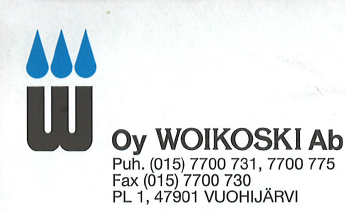 W
Oy WOIKOSKI Ab
Puh. (015) 7700 731, 7700 775
Fax (015) 7700 730
PL 1, 47901 VUOHIJÄRVI